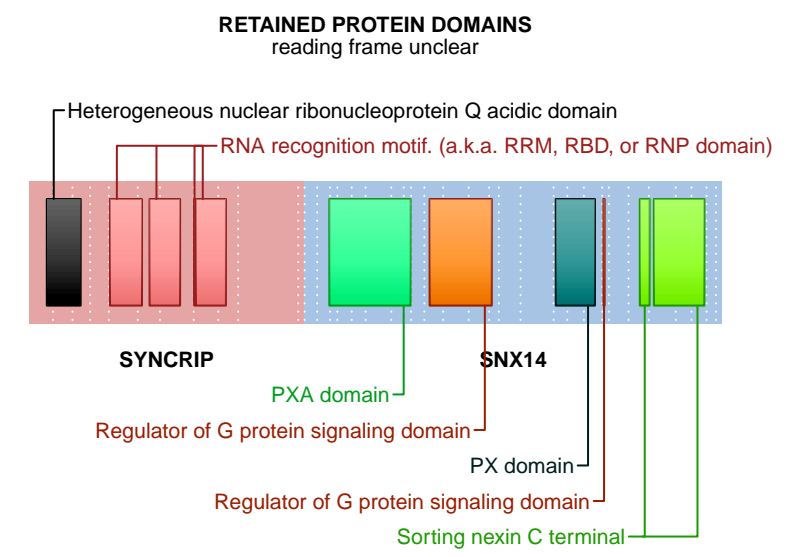 RETAINED PROTEIN DOMAINS
reading frame unclear
Heterogeneous nuclear ribonucleoprotein Q acidic domain
RNA recognition motif. (a.k.a. RRM, RBD, or RNP domain)
SYNCRIP
SNX14
PXA domain
Regulator of G protein signaling domain
PX domain
Regulator of G protein signaling domain
Sorting nexin C terminal